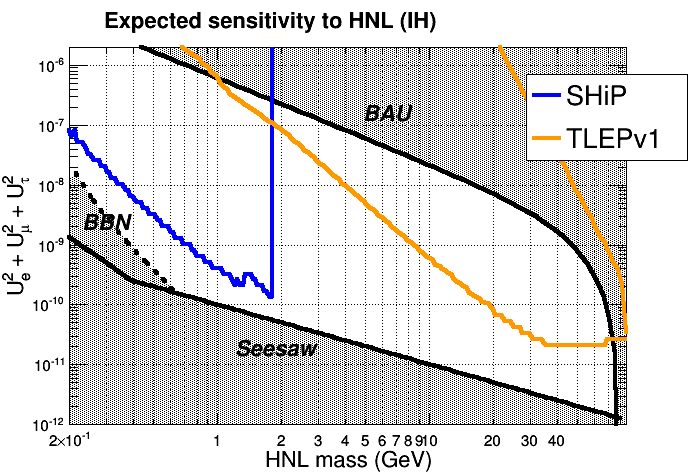 Expected sensitivity to HNL (IH)
U²ₑ + U²_μ + U²_τ
10⁻⁶
10⁻⁷
10⁻⁸
10⁻⁹
10⁻¹⁰
10⁻¹¹
10⁻¹²
SHiP
TLEPv1
BAU
BBN
Seesaw
2×10⁻¹ 1 2 3 4 5 6 7 8 9 10 20 30 40
HNL mass (GeV)